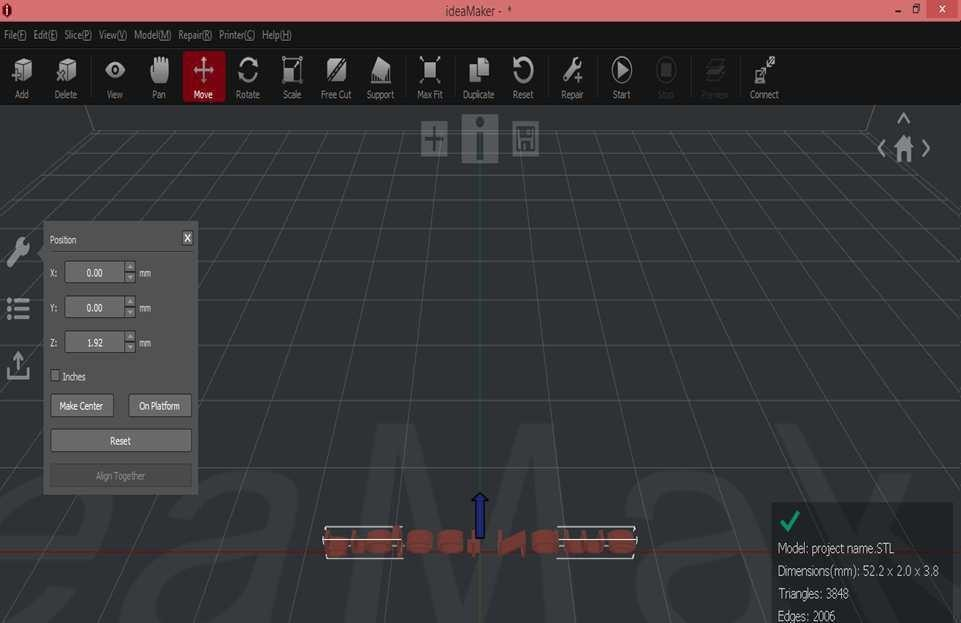 ideaMaker - *
File(F) Edit(E) Slice(P) View(V) Model(M) Repair(R) Printer(C) Help(H)
Add Delete View Pan Move Rotate Scale Free Cut Support Max Fit Duplicate Reset Repair Start Stop Preview Connect
Position X
X: 0.00 mm
Y: 0.00 mm
Z: 1.92 mm
Inches
Make Center On Platform
Reset
Align Together
eaMak
Model: project name.STL
Dimensions(mm): 52.2 x 2.0 x 3.8
Triangles: 3848
Edges: 2006